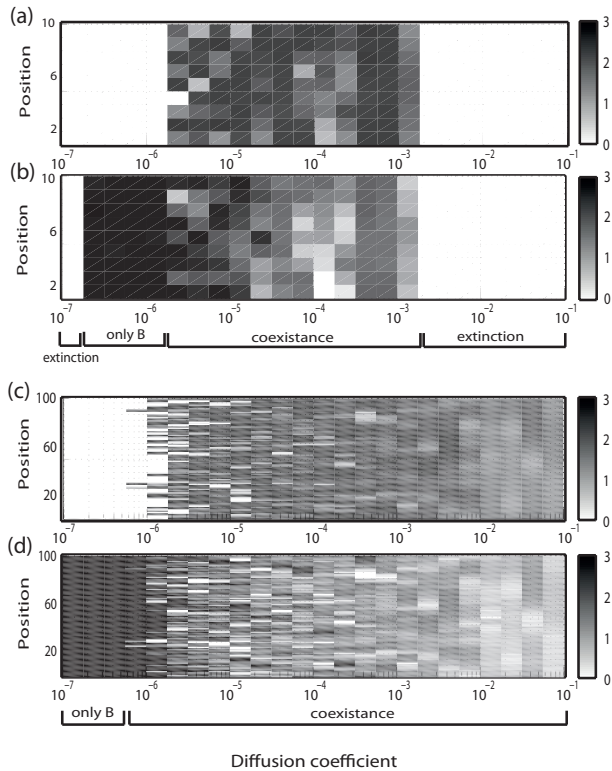 (a)
Position
10
6
2
10⁻⁷ 10⁻⁶ 10⁻⁵ 10⁻⁴ 10⁻³ 10⁻² 10⁻¹
3
2
1
0
(b)
Position
10
6
2
10⁻⁷ 10⁻⁶ 10⁻⁵ 10⁻⁴ 10⁻³ 10⁻² 10⁻¹
3
2
1
0
extinction only B coexistance extinction
(c)
Position
100
60
20
10⁻⁷ 10⁻⁶ 10⁻⁵ 10⁻⁴ 10⁻³ 10⁻² 10⁻¹
3
2
1
0
(d)
Position
100
60
20
10⁻⁷ 10⁻⁶ 10⁻⁵ 10⁻⁴ 10⁻³ 10⁻² 10⁻¹
3
2
1
0
only B coexistance
Diffusion coefficient